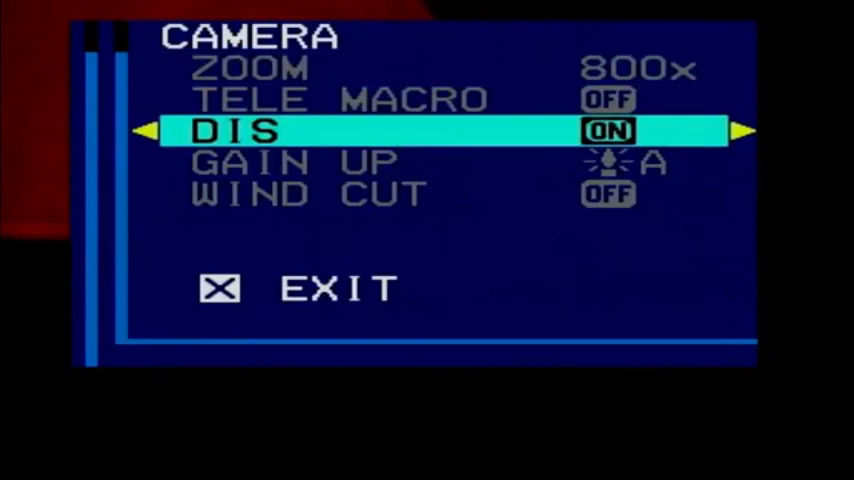 CAMERA
ZOOM 800x
TELE MACRO OFF
DIS ON
GAIN UP A
WIND CUT OFF
EXIT